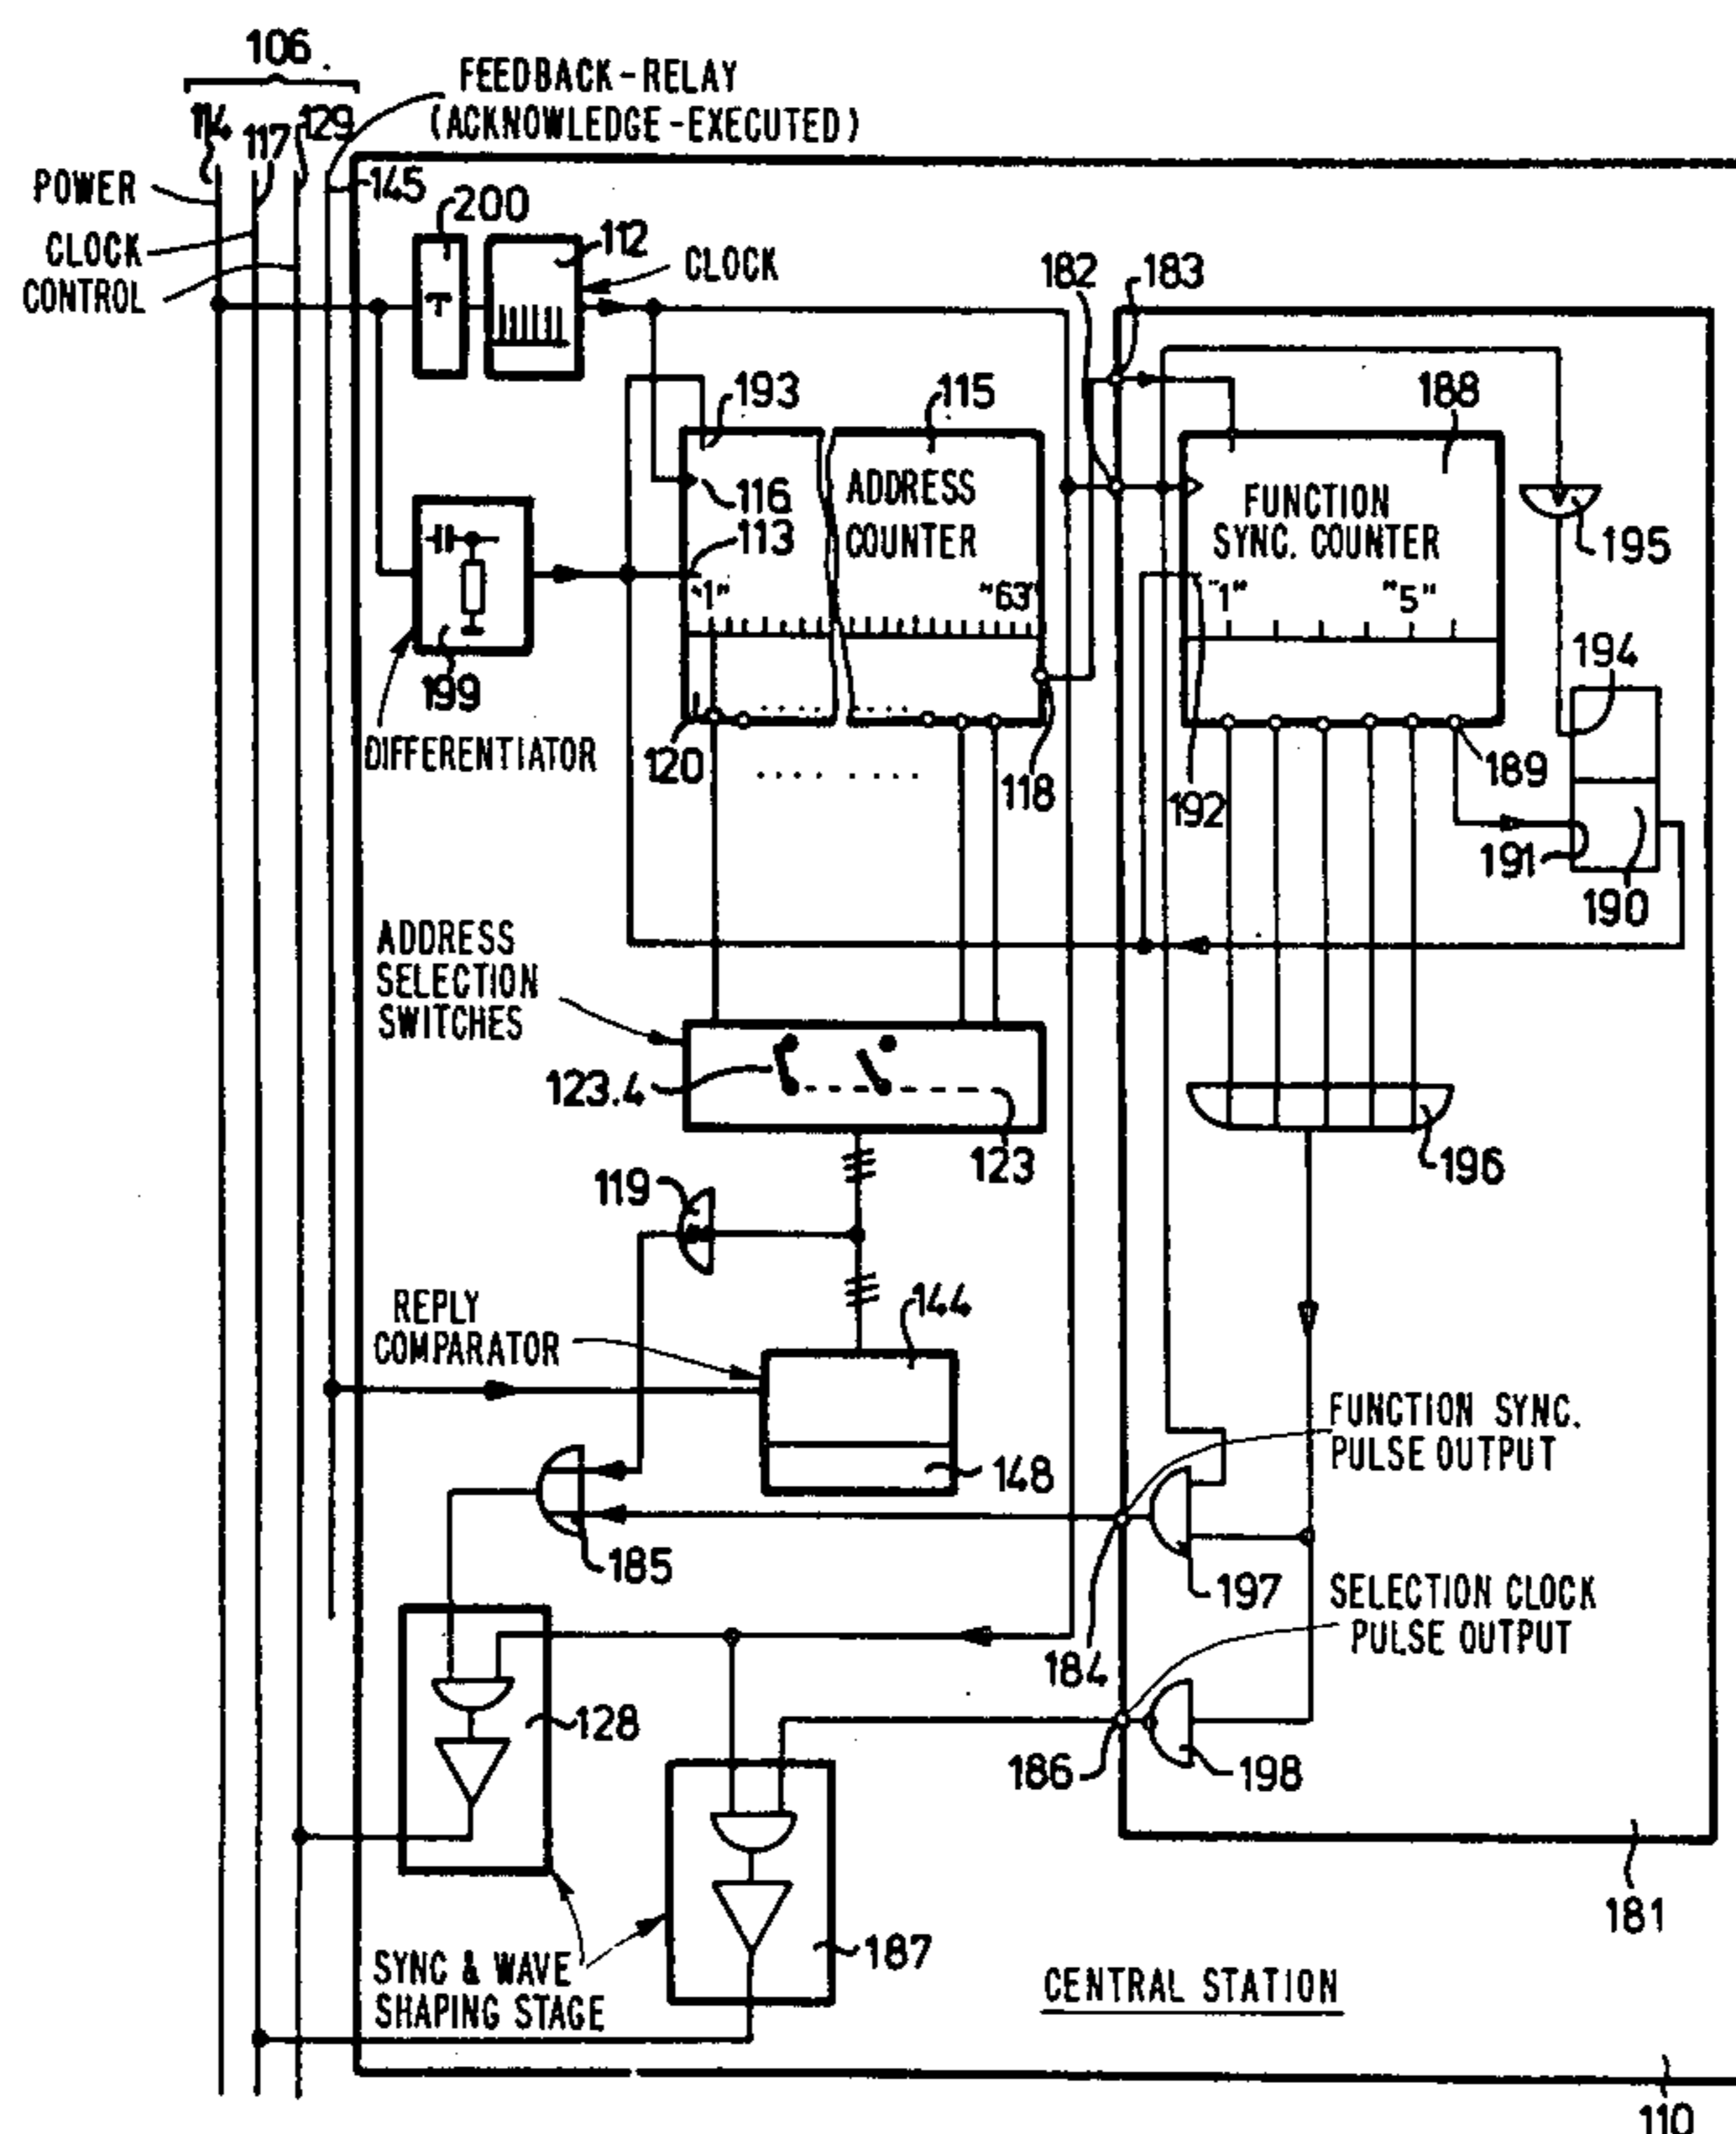 106
FEEDBACK-RELAY
(ACKNOWLEDGE-EXECUTED)
114
117
129
POWER
145
200
112
CLOCK
CLOCK
CONTROL
T
182
183
193
115
188
116
ADDRESS
COUNTER
FUNCTION
SYNC. COUNTER
195
113
"1"
"63"
"1"
"5"
194
199
DIFFERENTIATOR
120
118
192
189
191
190
ADDRESS
SELECTION
SWITCHES
123.4
123
196
119
144
REPLY
COMPARATOR
FUNCTION SYNC.
PULSE OUTPUT
148
185
197
SELECTION CLOCK
PULSE OUTPUT
184
128
186
198
181
187
SYNC & WAVE
SHAPING STAGE
CENTRAL STATION
110